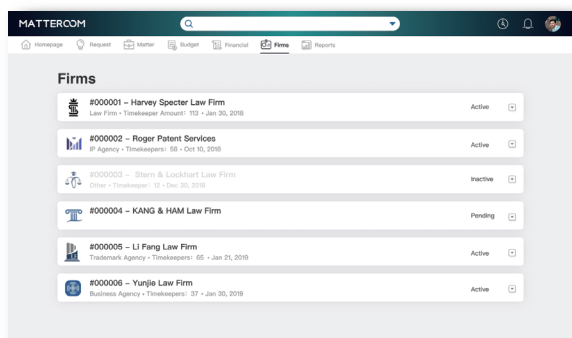 MATTEROOM
Homepage
Request
Matter
Budget
Financial
Firms
Reports
Firms
#000001 – Harvey Specter Law Firm
Law Firm • Timekeeper Amount: 113 • Jan 30, 2018
Active
#000002 – Roger Patent Services
IP Agency • Timekeepers: 58 • Oct 10, 2018
Active
#000003 – Stern & Lockhart Law Firm
Other • Timekeeper: 12 • Dec 30, 2018
Inactive
#000004 – KANG & HAM Law Firm
Pending
#000005 – Li Fang Law Firm
Trademark Agency • Timekeepers: 65 • Jan 21, 2019
Active
#000006 – Yunjie Law Firm
Business Agency • Timekeepers: 37 • Jan 30, 2019
Active